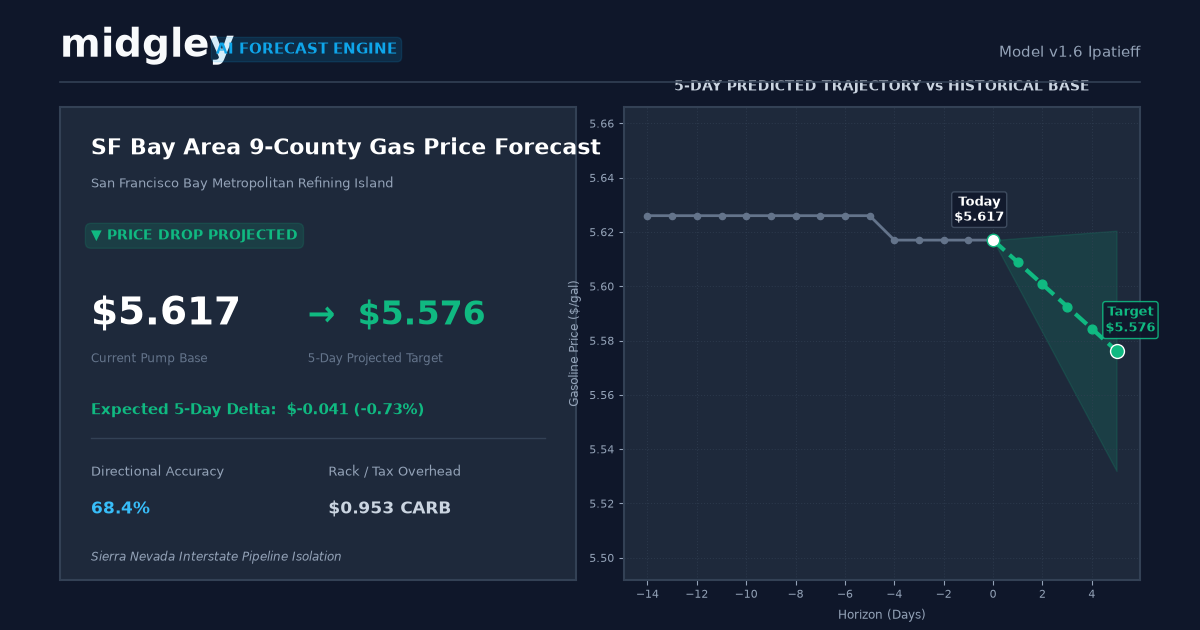 midgley
AI FORECAST ENGINE
Model v1.6 Ipatieff
SF Bay Area 9-County Gas Price Forecast
San Francisco Bay Metropolitan Refining Island
▼ PRICE DROP PROJECTED
$5.617 → $5.576
Current Pump Base 5-Day Projected Target
Expected 5-Day Delta: $-0.041 (-0.73%)
Directional Accuracy Rack / Tax Overhead
68.4% $0.953 CARB
Sierra Nevada Interstate Pipeline Isolation
5-DAY PREDICTED TRAJECTORY vs HISTORICAL BASE
Gasoline Price ($/gal)
5.66
5.64
5.62
5.60
5.58
5.56
5.54
5.52
5.50
Today
$5.617
Target
$5.576
−14 −12 −10 −8 −6 −4 −2 0 2 4
Horizon (Days)